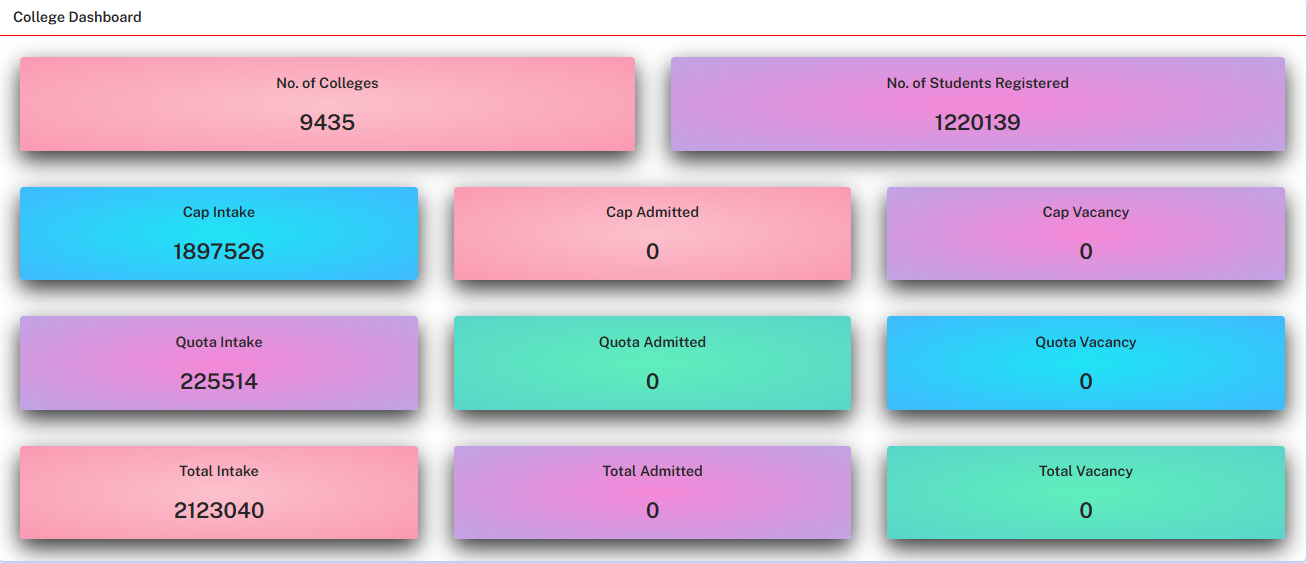 College Dashboard
No. of Colleges
9435
No. of Students Registered
1220139
Cap Intake
1897526
Cap Admitted
0
Cap Vacancy
0
Quota Intake
225514
Quota Admitted
0
Quota Vacancy
0
Total Intake
2123040
Total Admitted
0
Total Vacancy
0